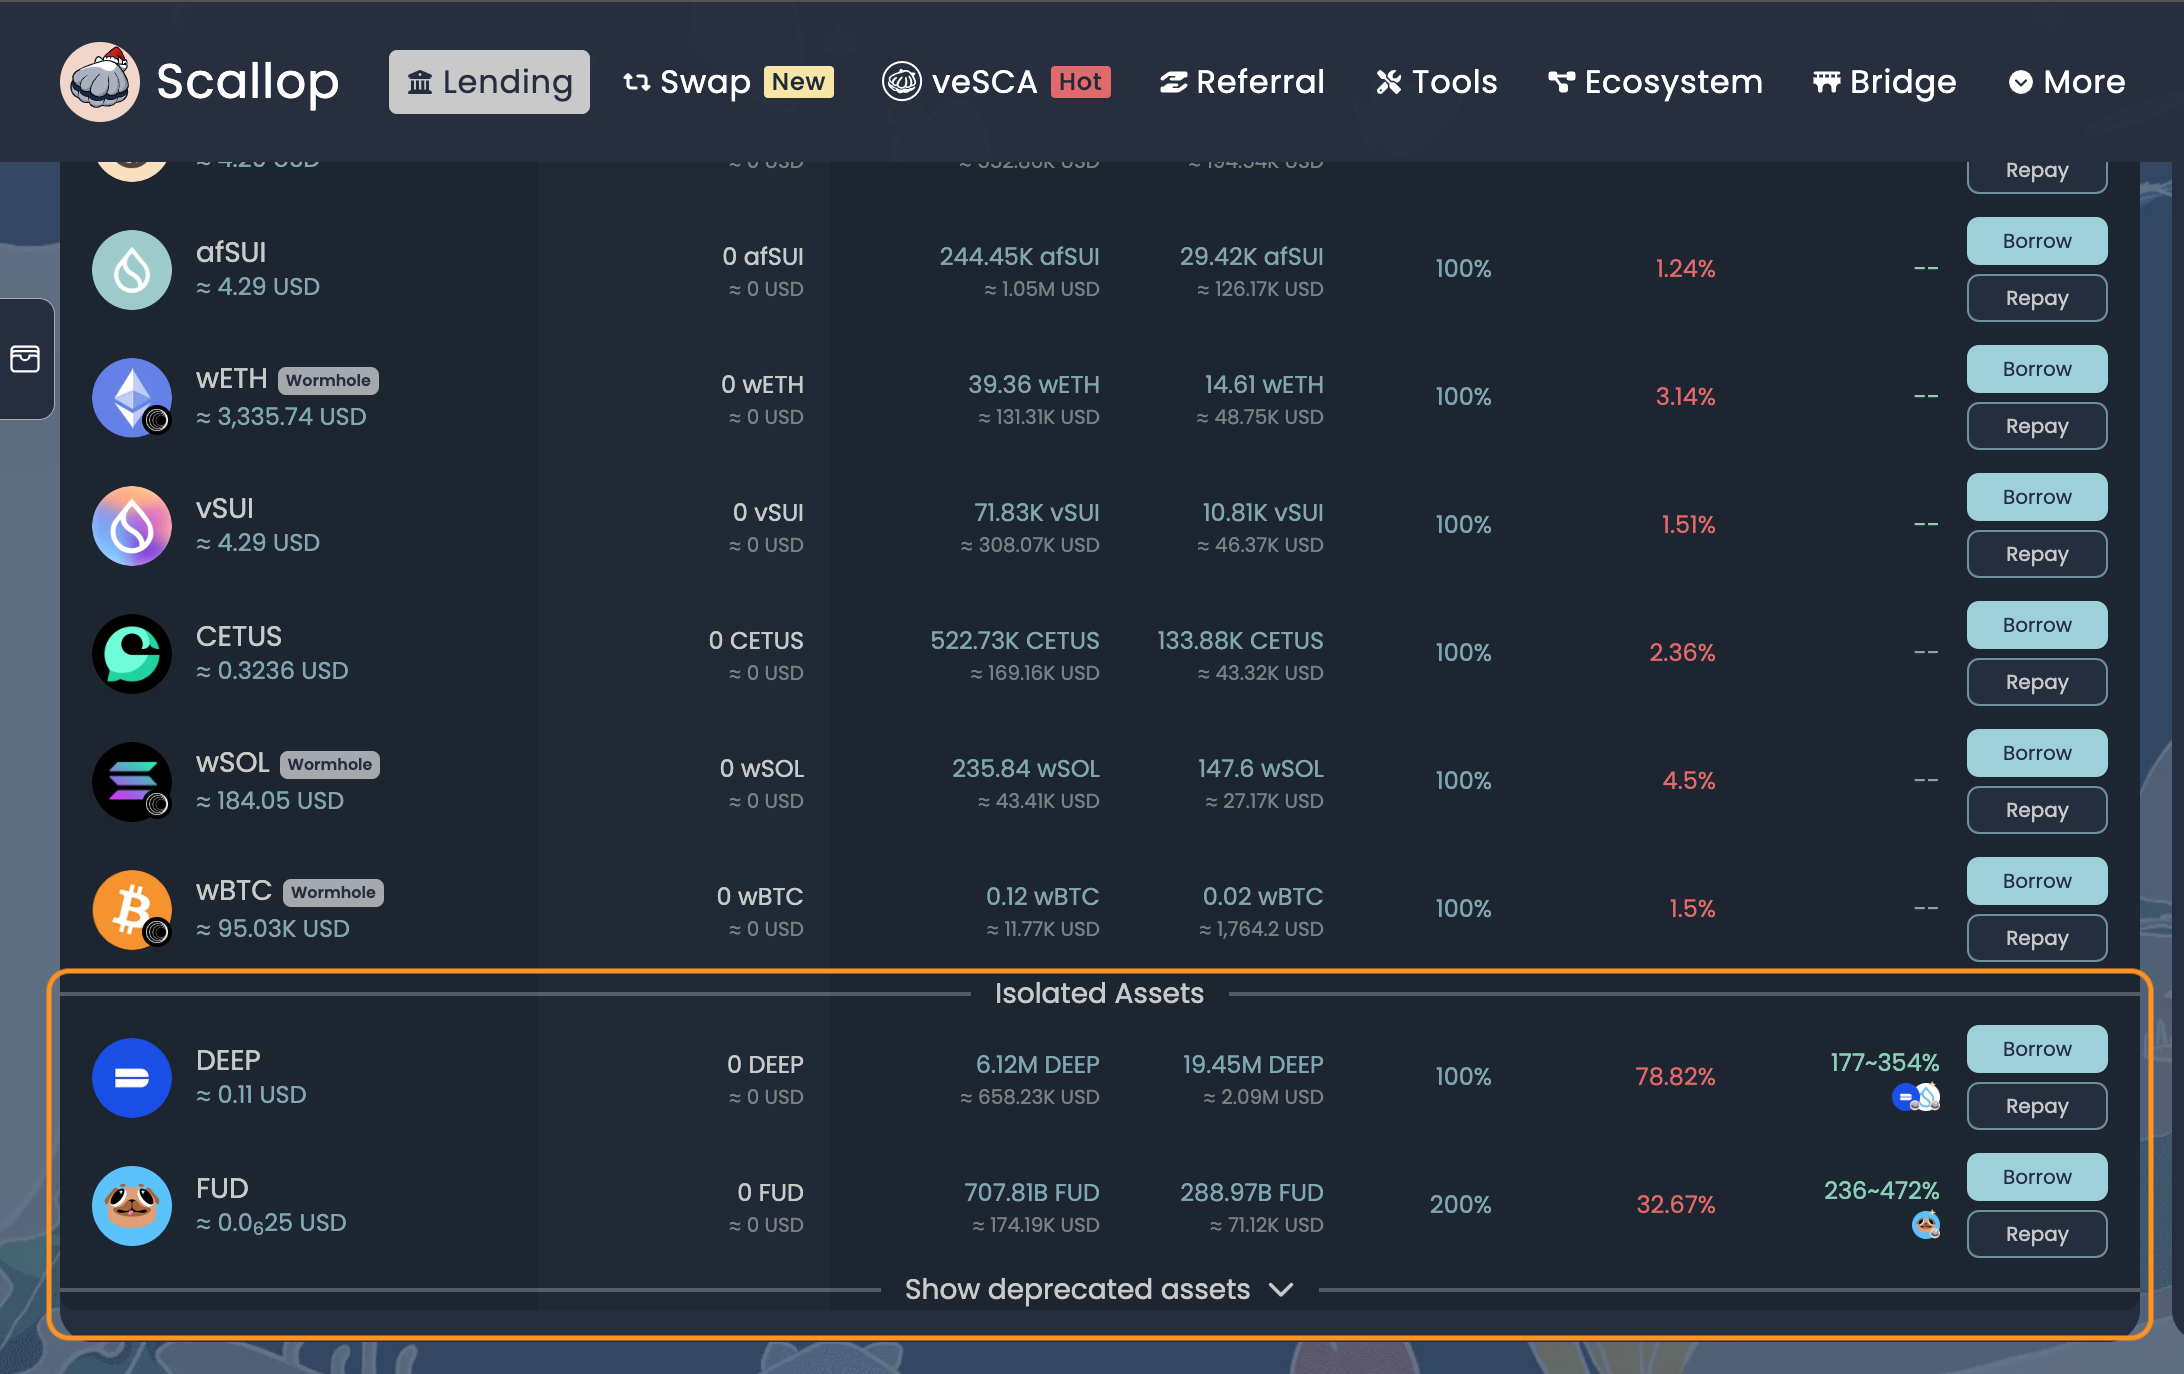 Scallop Lending Swap New veSCA Hot Referral Tools Ecosystem Bridge More
≈ 4.29 USD ≈ 0 USD ≈ 194.54K USD Repay
afSUI 0 afSUI 244.45K afSUI 29.42K afSUI 100% 1.24% -- Borrow
≈ 4.29 USD ≈ 0 USD ≈ 1.05M USD ≈ 126.17K USD Repay
wETH Wormhole 0 wETH 39.36 wETH 14.61 wETH 100% 3.14% -- Borrow
≈ 3,335.74 USD ≈ 0 USD ≈ 131.31K USD ≈ 48.75K USD Repay
vSUI 0 vSUI 71.83K vSUI 10.81K vSUI 100% 1.51% -- Borrow
≈ 4.29 USD ≈ 0 USD ≈ 308.07K USD ≈ 46.37K USD Repay
CETUS 0 CETUS 522.73K CETUS 133.88K CETUS 100% 2.36% -- Borrow
≈ 0.3236 USD ≈ 0 USD ≈ 169.16K USD ≈ 43.32K USD Repay
wSOL Wormhole 0 wSOL 235.84 wSOL 147.6 wSOL 100% 4.5% -- Borrow
≈ 184.05 USD ≈ 0 USD ≈ 43.41K USD ≈ 27.17K USD Repay
wBTC Wormhole 0 wBTC 0.12 wBTC 0.02 wBTC 100% 1.5% -- Borrow
≈ 95.03K USD ≈ 0 USD ≈ 11.77K USD ≈ 1,764.2 USD Repay
Isolated Assets
DEEP 0 DEEP 6.12M DEEP 19.45M DEEP 100% 78.82% 177~354% Borrow
≈ 0.11 USD ≈ 0 USD ≈ 658.23K USD ≈ 2.09M USD Repay
FUD 0 FUD 707.81B FUD 288.97B FUD 200% 32.67% 236~472% Borrow
≈ 0.0₆25 USD ≈ 0 USD ≈ 174.19K USD ≈ 71.12K USD Repay
Show deprecated assets